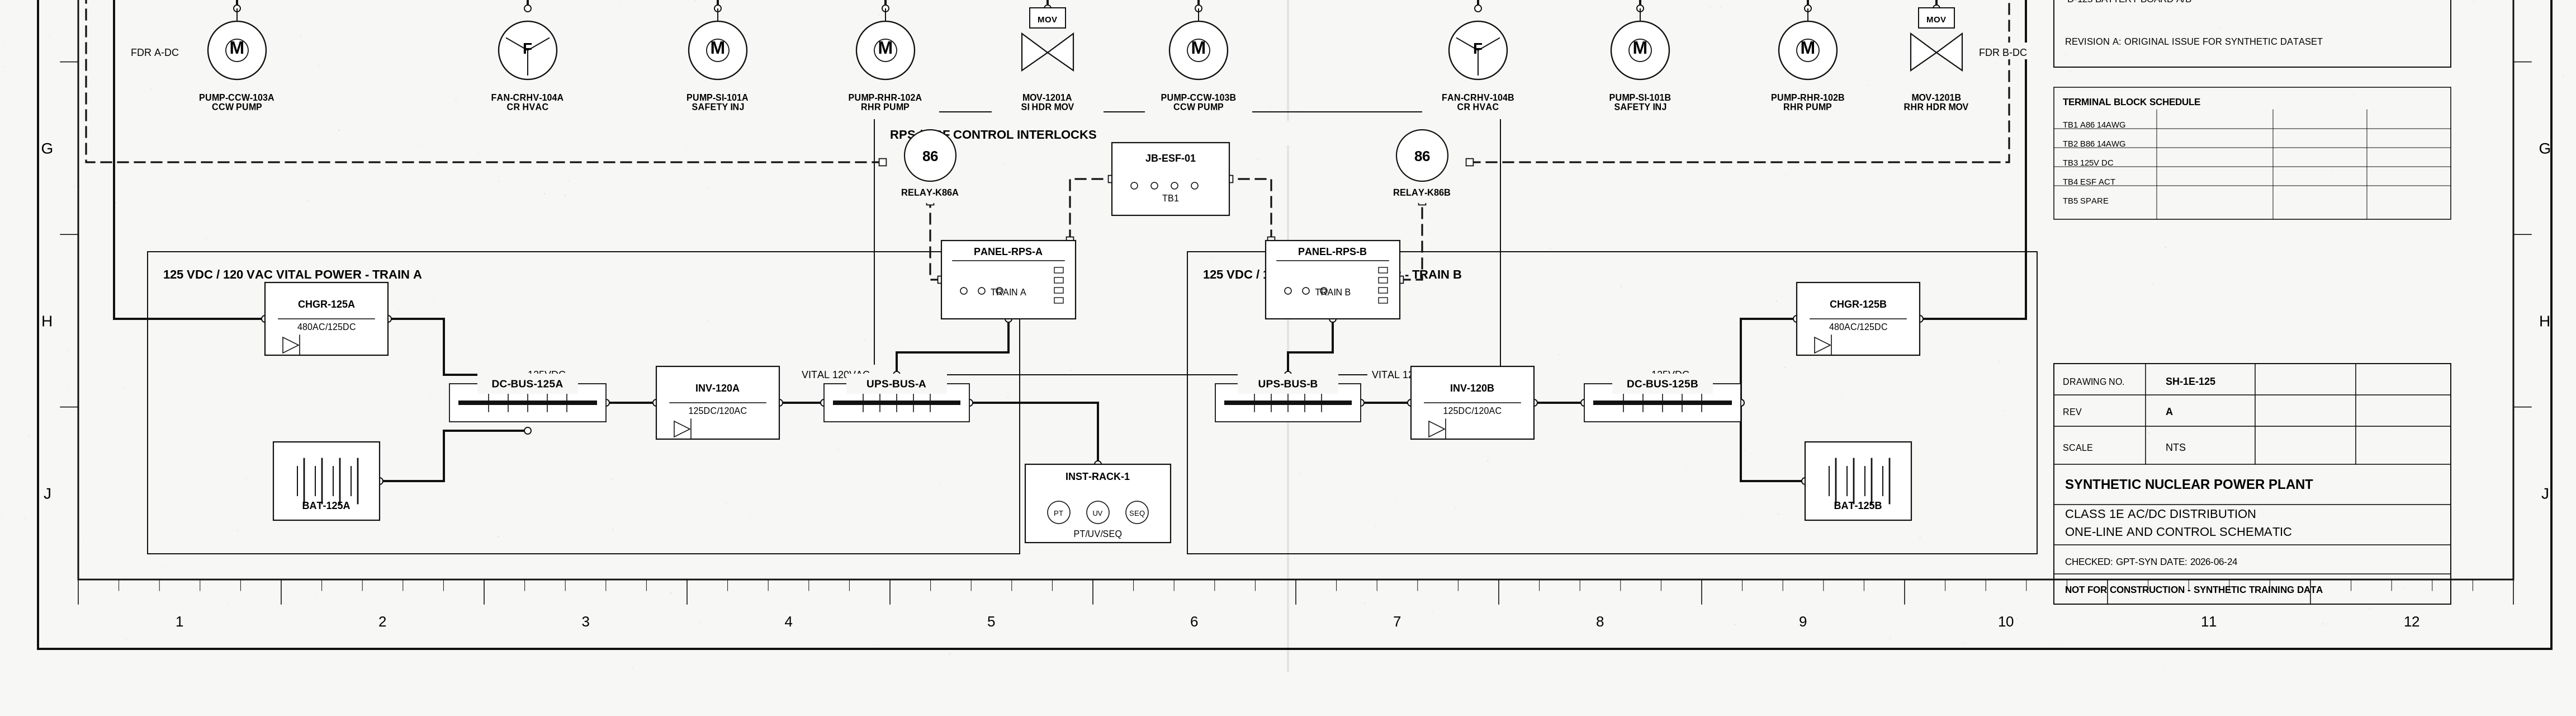 MOV
MOV
M
F
M
M
M
F
M
M
FDR A-DC
FDR B-DC
PUMP-CCW-103A
CCW PUMP
FAN-CRHV-104A
CR HVAC
PUMP-SI-101A
SAFETY INJ
PUMP-RHR-102A
RHR PUMP
MOV-1201A
SI HDR MOV
PUMP-CCW-103B
CCW PUMP
FAN-CRHV-104B
CR HVAC
PUMP-SI-101B
SAFETY INJ
PUMP-RHR-102B
RHR PUMP
MOV-1201B
RHR HDR MOV
REVISION A: ORIGINAL ISSUE FOR SYNTHETIC DATASET
TERMINAL BLOCK SCHEDULE
TB1 A86 14AWG
TB2 B86 14AWG
TB3 125V DC
TB4 ESF ACT
TB5 SPARE
G
G
CONTROL INTERLOCKS
86
RELAY-K86A
JB-ESF-01
TB1
86
RELAY-K86B
PANEL-RPS-A
TRAIN A
PANEL-RPS-B
TRAIN B
125 VDC / 120 VAC VITAL POWER - TRAIN A
125 VDC /
- TRAIN B
H
H
CHGR-125A
480AC/125DC
CHGR-125B
480AC/125DC
125VDC
DC-BUS-125A
INV-120A
125DC/120AC
VITAL 120VAC
UPS-BUS-A
UPS-BUS-B
VITAL
INV-120B
125DC/120AC
125VDC
DC-BUS-125B
BAT-125A
INST-RACK-1
PT
UV
SEQ
PT/UV/SEQ
BAT-125B
J
J
DRAWING NO.
SH-1E-125
REV
A
SCALE
NTS
SYNTHETIC NUCLEAR POWER PLANT
CLASS 1E AC/DC DISTRIBUTION
ONE-LINE AND CONTROL SCHEMATIC
CHECKED: GPT-SYN DATE: 2026-06-24
NOT FOR CONSTRUCTION - SYNTHETIC TRAINING DATA
1
2
3
4
5
6
7
8
9
10
11
12